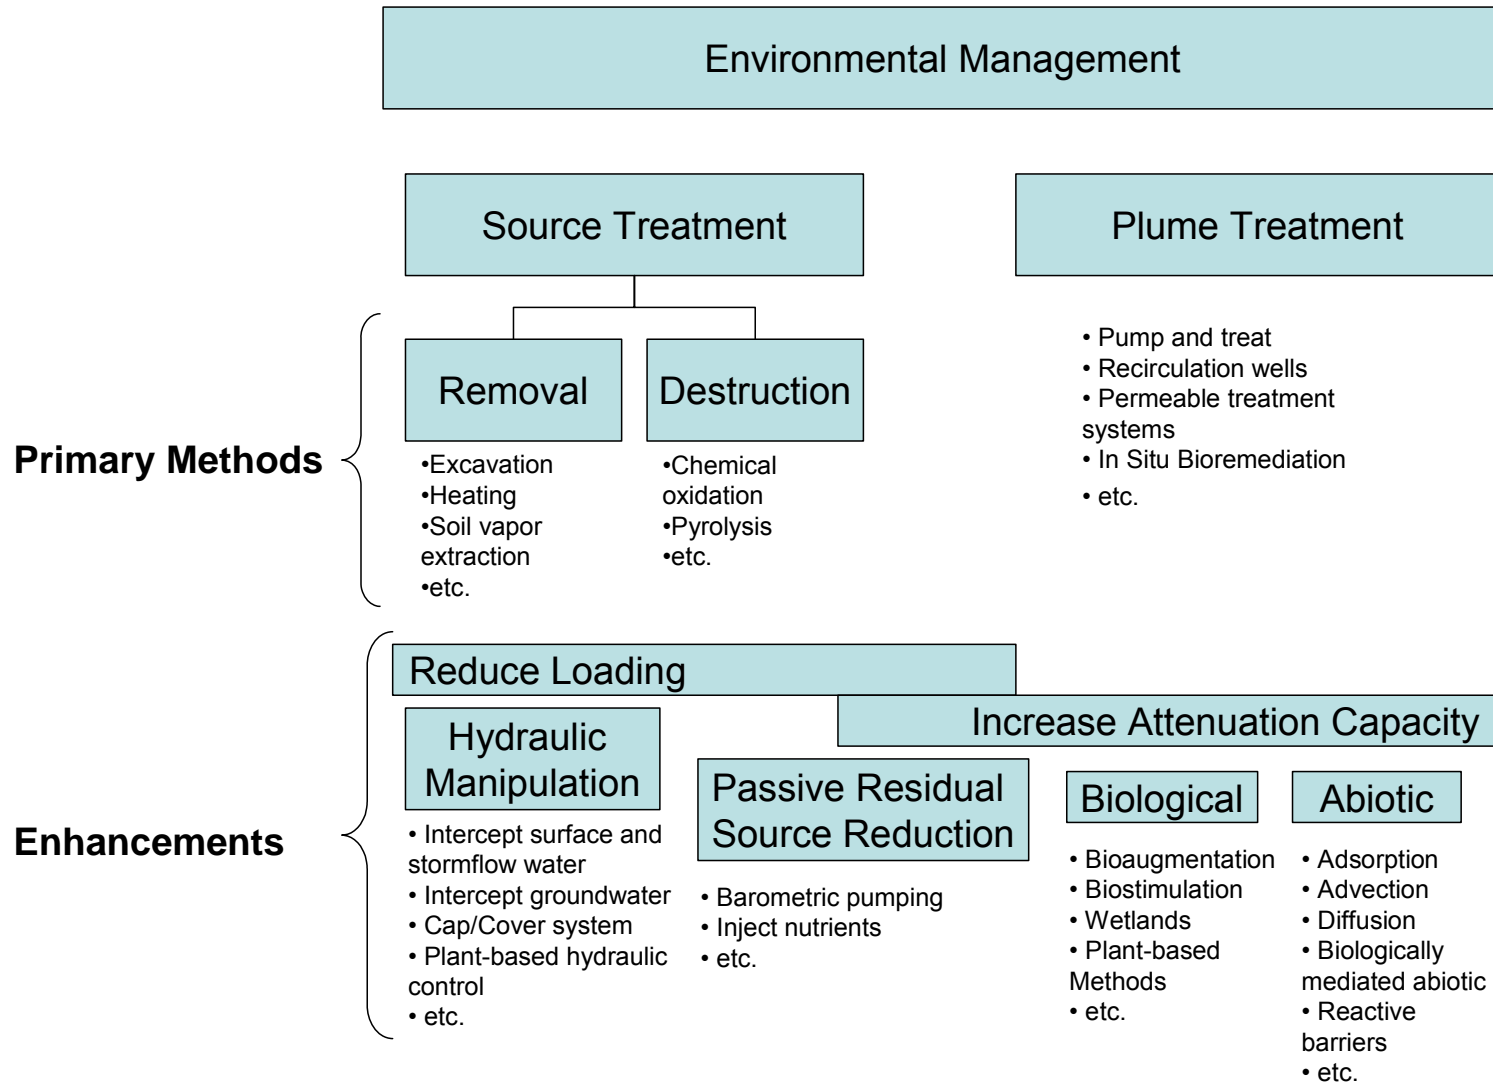 Environmental Management
Source Treatment
Plume Treatment
Primary Methods
Removal
•Excavation
•Heating
•Soil vapor
extraction
•etc.
Destruction
•Chemical
oxidation
•Pyrolysis
•etc.
• Pump and treat
• Recirculation wells
• Permeable treatment
systems
• In Situ Bioremediation
• etc.
Enhancements
Reduce Loading
Increase Attenuation Capacity
Hydraulic
Manipulation
• Intercept surface and
stormflow water
• Intercept groundwater
• Cap/Cover system
• Plant-based hydraulic
control
• etc.
Passive Residual
Source Reduction
• Barometric pumping
• Inject nutrients
• etc.
Biological
• Bioaugmentation
• Biostimulation
• Wetlands
• Plant-based
Methods
• etc.
Abiotic
• Adsorption
• Advection
• Diffusion
• Biologically
mediated abiotic
• Reactive
barriers
• etc.